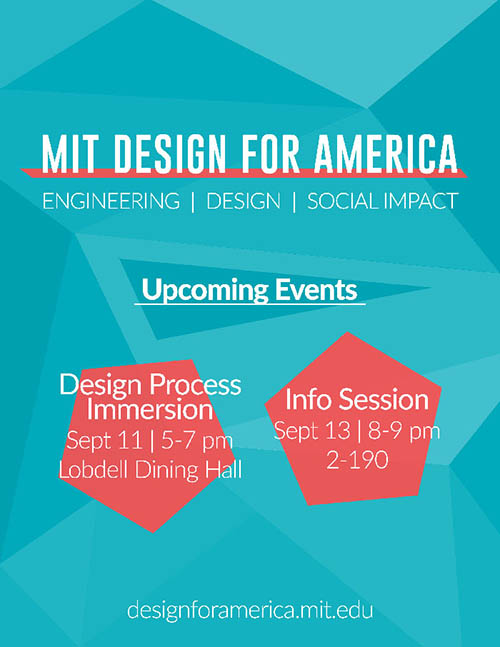 MIT DESIGN FOR AMERICA
ENGINEERING | DESIGN | SOCIAL IMPACT
Upcoming Events
Design Process
Immersion
Sept 11 | 5-7 pm
Lobdell Dining Hall
Info Session
Sept 13 | 8-9 pm
2-190
designforamerica.mit.edu